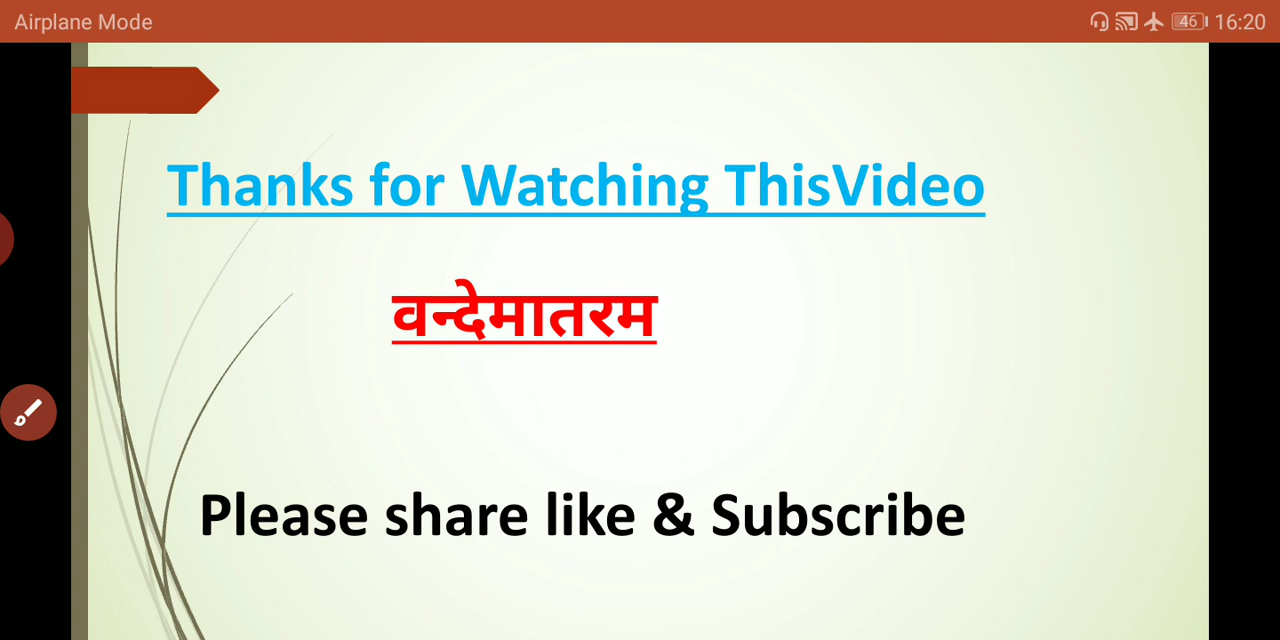 Airplane Mode 46 16:20
Thanks for Watching ThisVideo
वन्देमातरम
Please share like & Subscribe